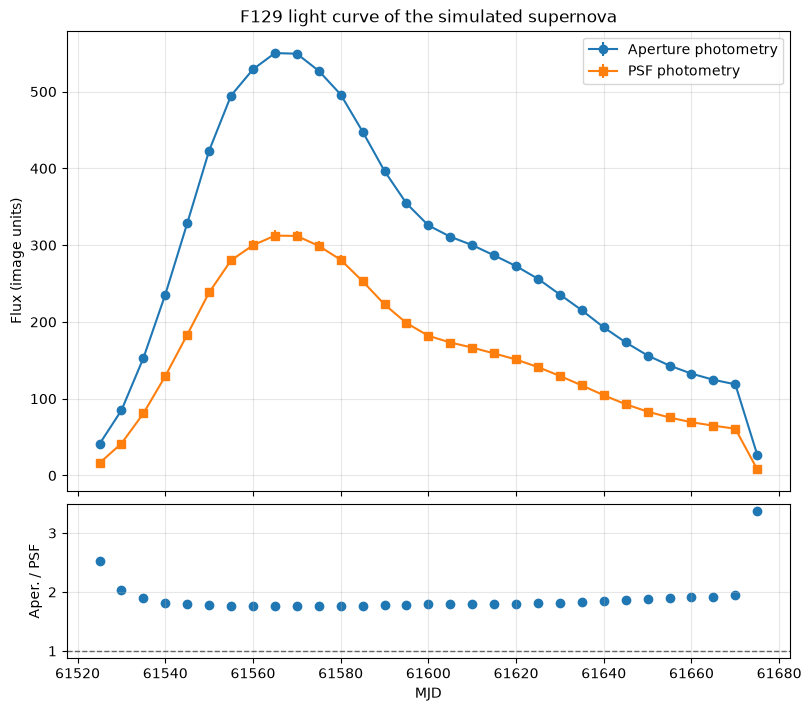 F129 light curve of the simulated supernova
Aperture photometry
PSF photometry
Flux (image units)
500
400
300
200
100
0
Aper. / PSF
3
2
1
61520 61540 61560 61580 61600 61620 61640 61660 61680
MJD